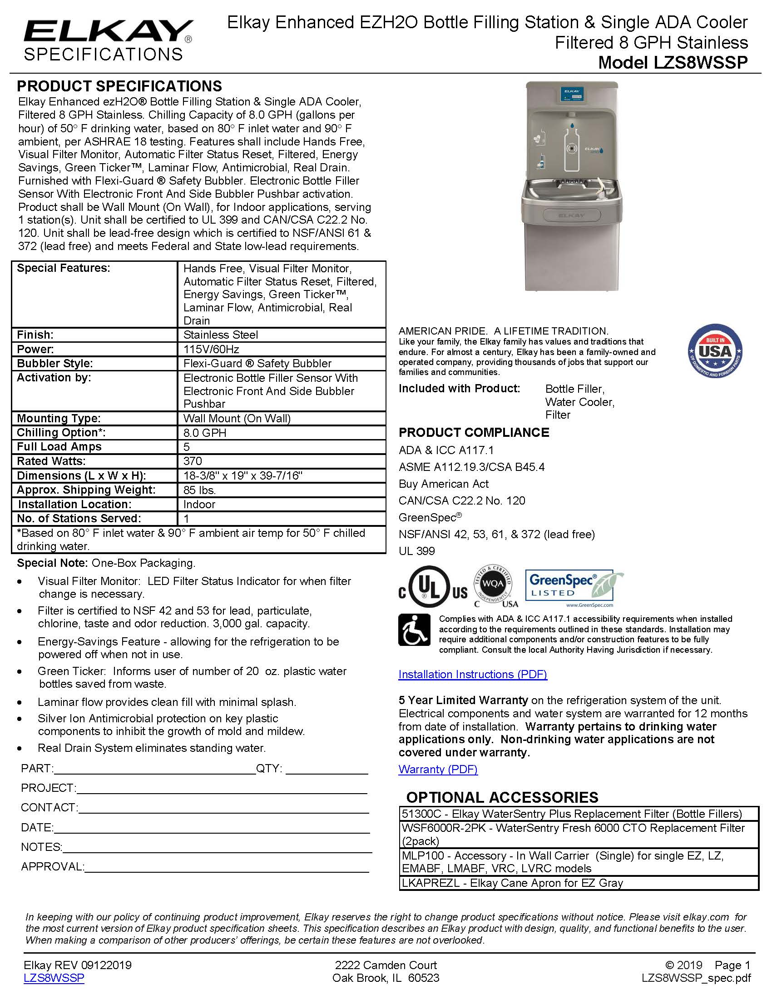 ELKAY®
SPECIFICATIONS
Elkay Enhanced EZH2O Bottle Filling Station & Single ADA Cooler
Filtered 8 GPH Stainless
Model LZS8WSSP
PRODUCT SPECIFICATIONS
Elkay Enhanced ezH2O® Bottle Filling Station & Single ADA Cooler,
Filtered 8 GPH Stainless. Chilling Capacity of 8.0 GPH (gallons per
hour) of 50° F drinking water, based on 80° F inlet water and 90° F
ambient, per ASHRAE 18 testing. Features shall include Hands Free,
Visual Filter Monitor, Automatic Filter Status Reset, Filtered, Energy
Savings, Green Ticker™, Laminar Flow, Antimicrobial, Real Drain.
Furnished with Flexi-Guard ® Safety Bubbler. Electronic Bottle Filler
Sensor With Electronic Front And Side Bubbler Pushbar activation.
Product shall be Wall Mount (On Wall), for Indoor applications, serving
1 station(s). Unit shall be certified to UL 399 and CAN/CSA C22.2 No.
120. Unit shall be lead-free design which is certified to NSF/ANSI 61 &
372 (lead free) and meets Federal and State low-lead requirements.
Special Features: Hands Free, Visual Filter Monitor,
Automatic Filter Status Reset, Filtered,
Energy Savings, Green Ticker™,
Laminar Flow, Antimicrobial, Real
Drain
Finish: Stainless Steel
Power: 115V/60Hz
Bubbler Style: Flexi-Guard ® Safety Bubbler
Activation by: Electronic Bottle Filler Sensor With
Electronic Front And Side Bubbler
Pushbar
Mounting Type: Wall Mount (On Wall)
Chilling Option*: 8.0 GPH
Full Load Amps 5
Rated Watts: 370
Dimensions (L x W x H): 18-3/8" x 19" x 39-7/16"
Approx. Shipping Weight: 85 lbs.
Installation Location: Indoor
No. of Stations Served: 1
*Based on 80° F inlet water & 90° F ambient air temp for 50° F chilled
drinking water.
Special Note: One-Box Packaging.
• Visual Filter Monitor: LED Filter Status Indicator for when filter
change is necessary.
• Filter is certified to NSF 42 and 53 for lead, particulate,
chlorine, taste and odor reduction. 3,000 gal. capacity.
• Energy-Savings Feature - allowing for the refrigeration to be
powered off when not in use.
• Green Ticker: Informs user of number of 20 oz. plastic water
bottles saved from waste.
• Laminar flow provides clean fill with minimal splash.
• Silver Ion Antimicrobial protection on key plastic
components to inhibit the growth of mold and mildew.
• Real Drain System eliminates standing water.
PART: QTY:
PROJECT:
CONTACT:
DATE:
NOTES:
APPROVAL:
ELKAY
ELKAY
ELKAY
AMERICAN PRIDE. A LIFETIME TRADITION.
Like your family, the Elkay family has values and traditions that
endure. For almost a century, Elkay has been a family-owned and
operated company, providing thousands of jobs that support our
families and communities.
BUILT IN
USA
OF DOMESTIC AND FOREIGN PARTS
Included with Product: Bottle Filler,
Water Cooler,
Filter
PRODUCT COMPLIANCE
ADA & ICC A117.1
ASME A112.19.3/CSA B45.4
Buy American Act
CAN/CSA C22.2 No. 120
GreenSpec®
NSF/ANSI 42, 53, 61, & 372 (lead free)
UL 399
C UL ® US
TESTED & CERTIFIED
WQA
INDEPENDENTLY
C USA
GreenSpec®
LISTED
www.GreenSpec.com
Complies with ADA & ICC A117.1 accessibility requirements when installed
according to the requirements outlined in these standards. Installation may
require additional components and/or construction features to be fully
compliant. Consult the local Authority Having Jurisdiction if necessary.
Installation Instructions (PDF)
5 Year Limited Warranty on the refrigeration system of the unit.
Electrical components and water system are warranted for 12 months
from date of installation. Warranty pertains to drinking water
applications only. Non-drinking water applications are not
covered under warranty.
Warranty (PDF)
OPTIONAL ACCESSORIES
51300C - Elkay WaterSentry Plus Replacement Filter (Bottle Fillers)
WSF6000R-2PK - WaterSentry Fresh 6000 CTO Replacement Filter
(2pack)
MLP100 - Accessory - In Wall Carrier (Single) for single EZ, LZ,
EMABF, LMABF, VRC, LVRC models
LKAPREZL - Elkay Cane Apron for EZ Gray
In keeping with our policy of continuing product improvement, Elkay reserves the right to change product specifications without notice. Please visit elkay.com for
the most current version of Elkay product specification sheets. This specification describes an Elkay product with design, quality, and functional benefits to the user.
When making a comparison of other producers' offerings, be certain these features are not overlooked.
Elkay REV 09122019
LZS8WSSP
2222 Camden Court
Oak Brook, IL 60523
© 2019 Page 1
LZS8WSSP_spec.pdf